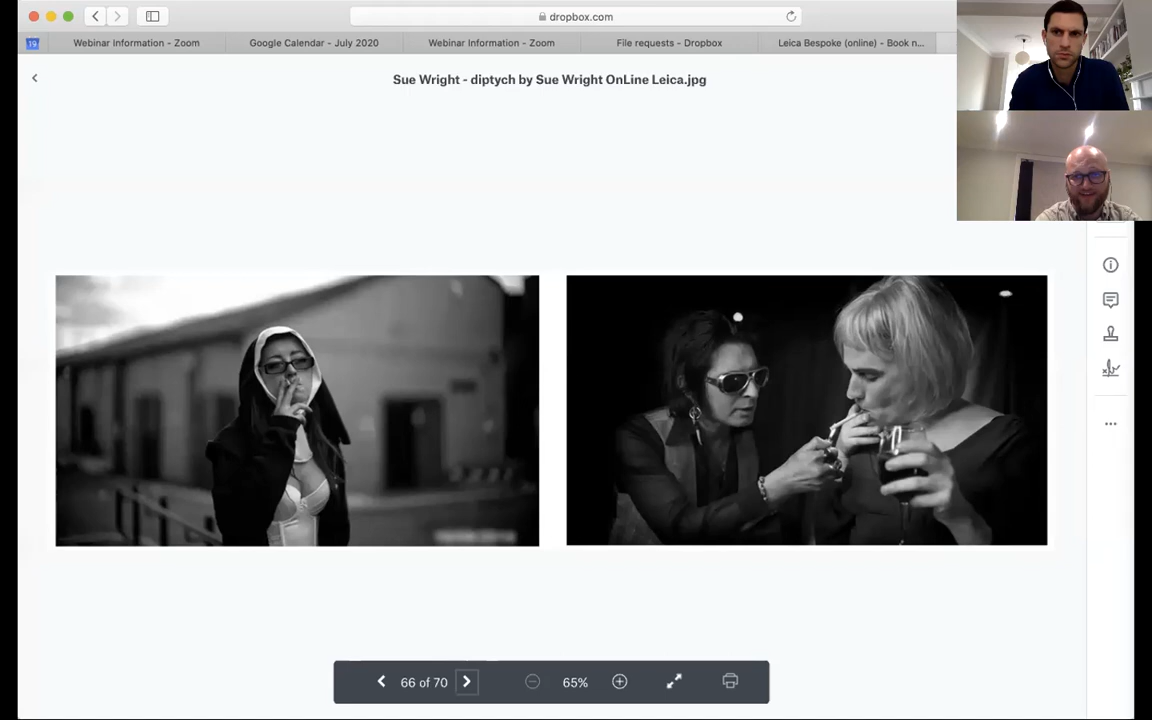 dropbox.com
19
Webinar Information - Zoom
Google Calendar - July 2020
Webinar Information - Zoom
File requests - Dropbox
Leica Bespoke (online) - Book n...
Sue Wright - diptych by Sue Wright OnLine Leica.jpg
66 of 70
65%